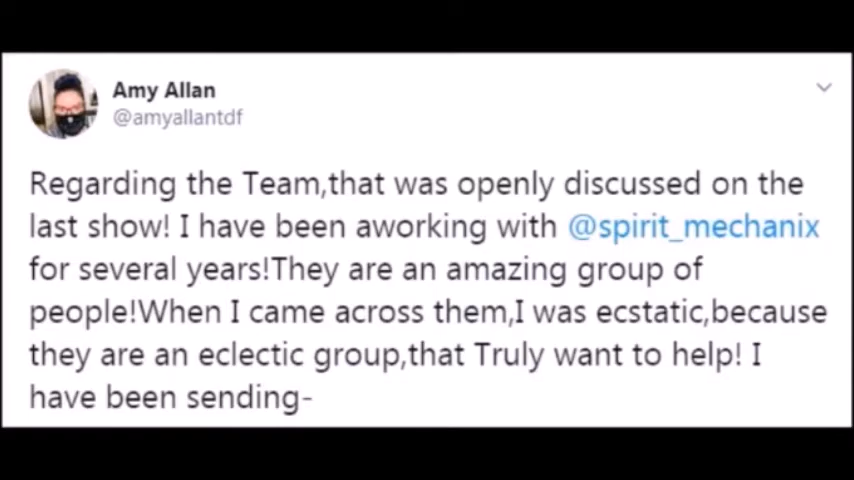 Amy Allan
@amyallantdf
Regarding the Team,that was openly discussed on the
last show! I have been aworking with @spirit_mechanix
for several years!They are an amazing group of
people!When I came across them,I was ecstatic,because
they are an eclectic group,that Truly want to help! I
have been sending-